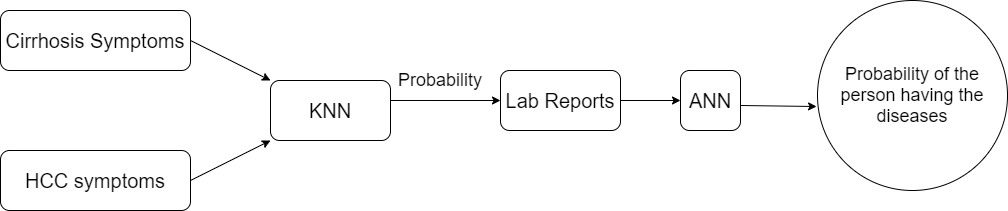 Cirrhosis Symptoms
HCC symptoms
KNN
Probability
Lab Reports
ANN
Probability of the
person having the
diseases